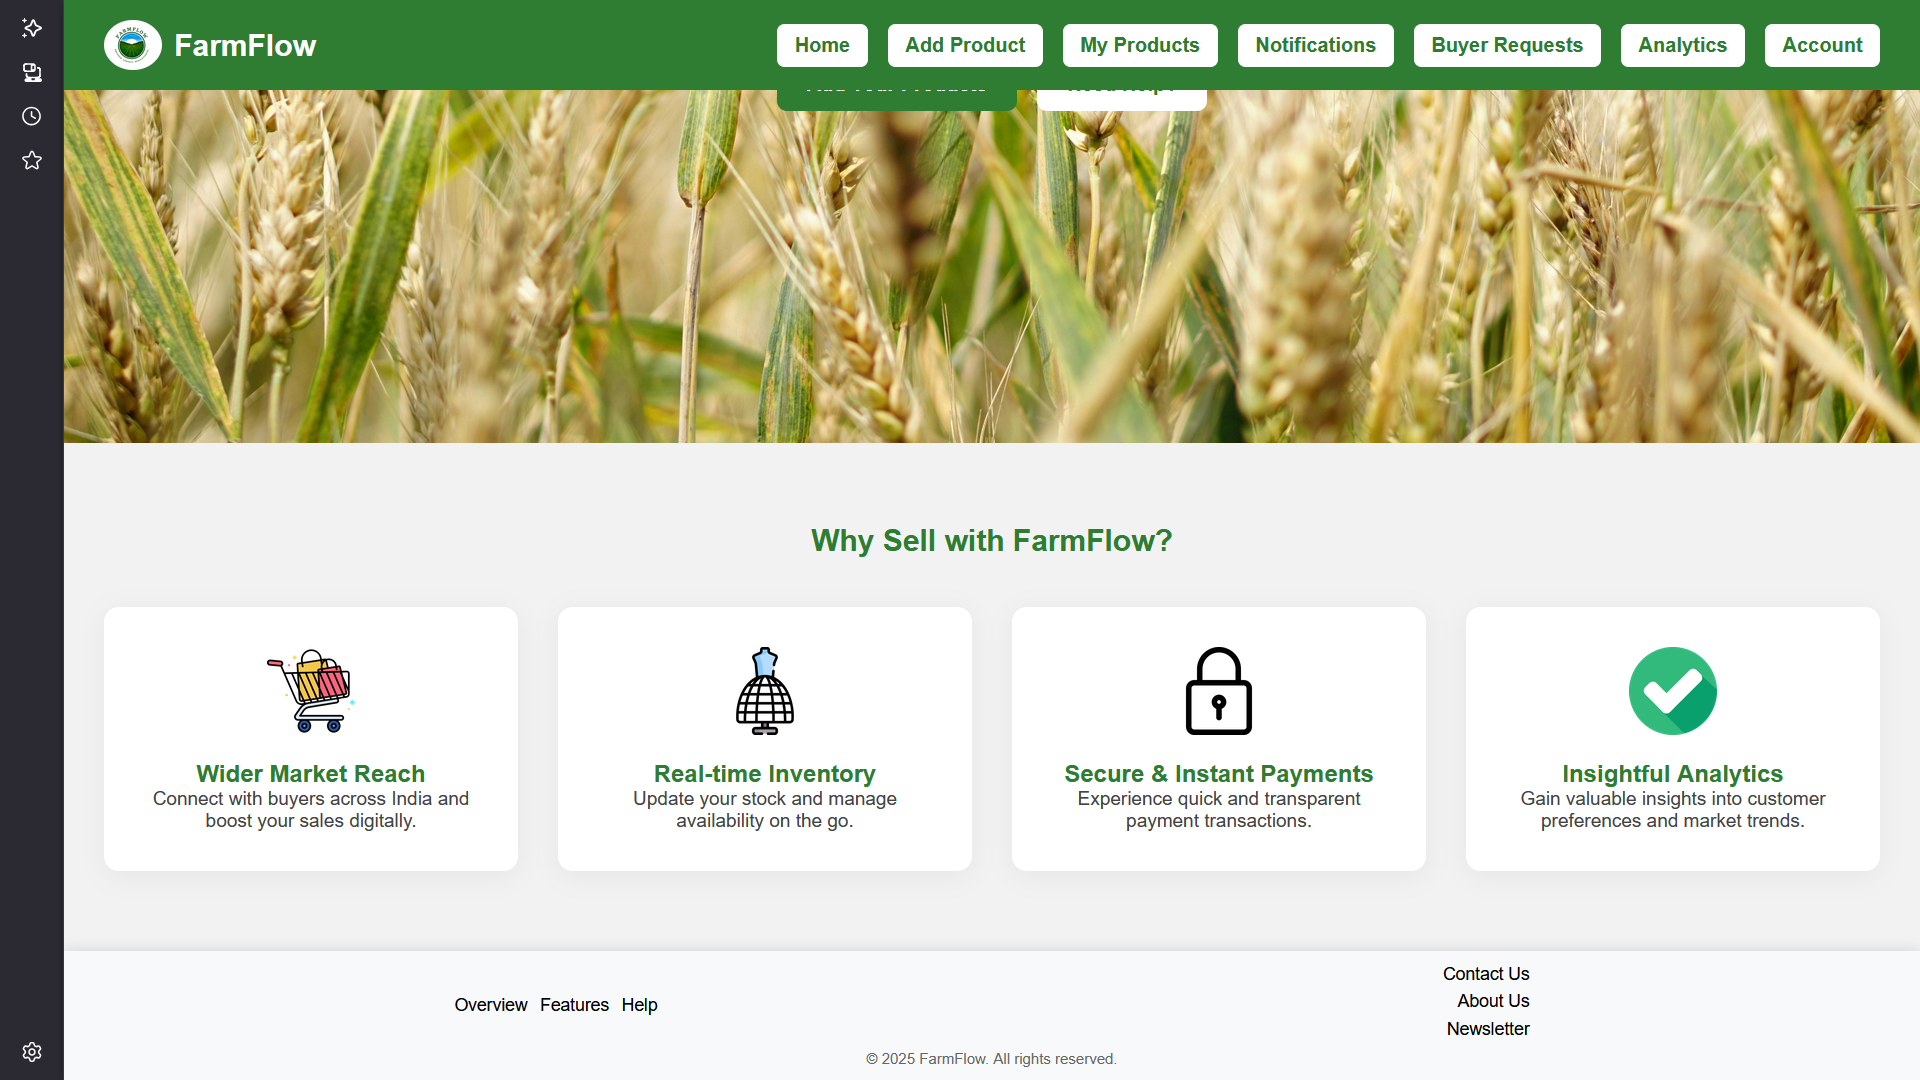 FarmFlow
Home
Add Product
My Products
Notifications
Buyer Requests
Analytics
Account
Why Sell with FarmFlow?
Wider Market Reach
Connect with buyers across India and
boost your sales digitally.
Real-time Inventory
Update your stock and manage
availability on the go.
Secure & Instant Payments
Experience quick and transparent
payment transactions.
Insightful Analytics
Gain valuable insights into customer
preferences and market trends.
Overview Features Help
Contact Us
About Us
Newsletter
© 2025 FarmFlow. All rights reserved.